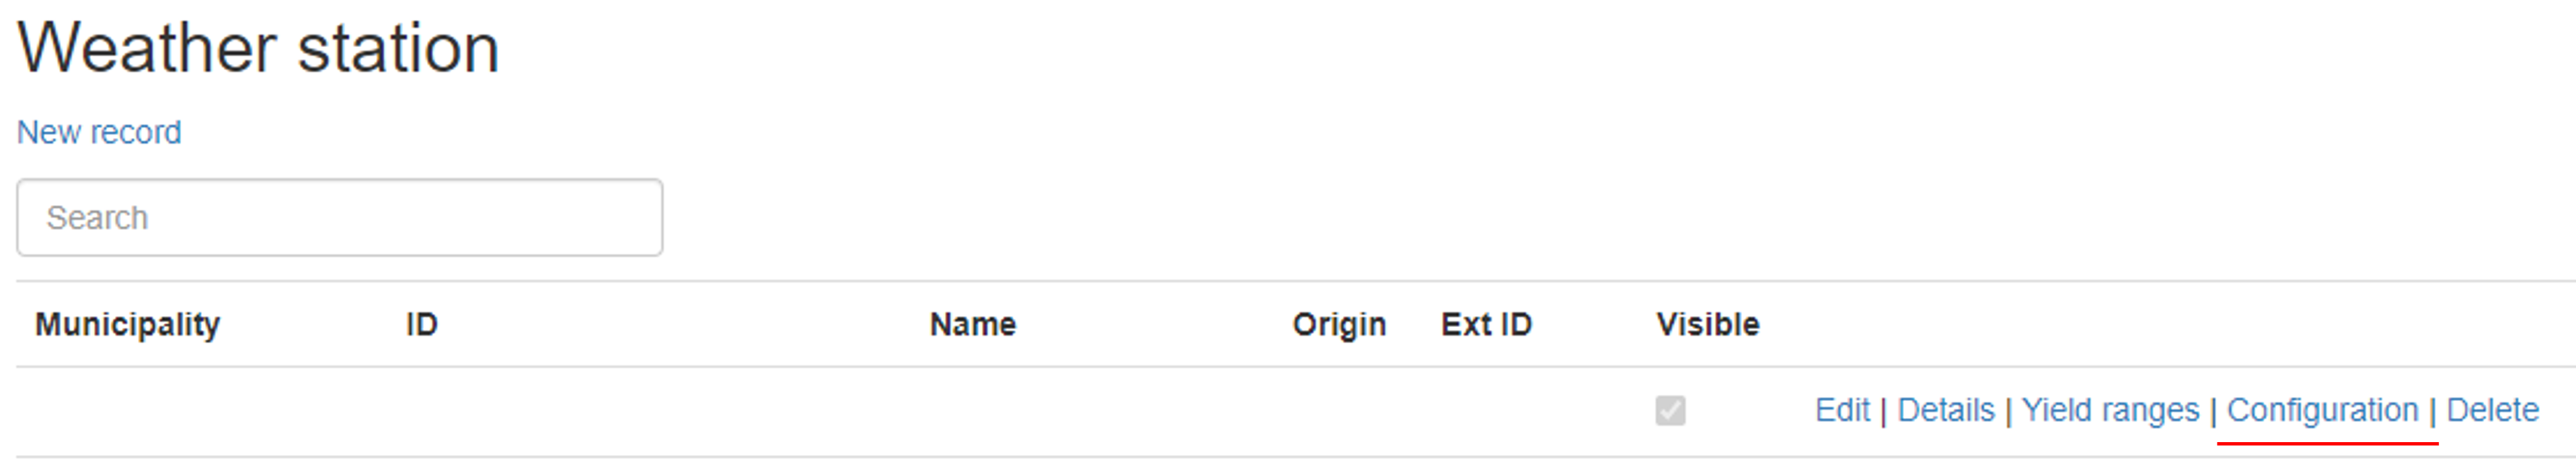 Weather station
New record
Search
Municipality ID Name Origin Ext ID Visible
Edit | Details | Yield ranges | Configuration | Delete